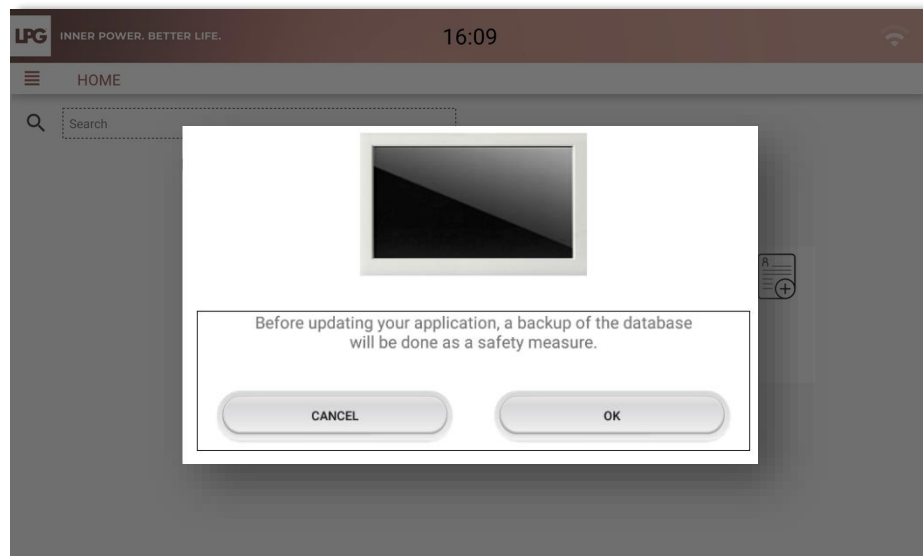 LPG INNER POWER. BETTER LIFE. 16:09
HOME
Search
Before updating your application, a backup of the database
will be done as a safety measure.
CANCEL OK